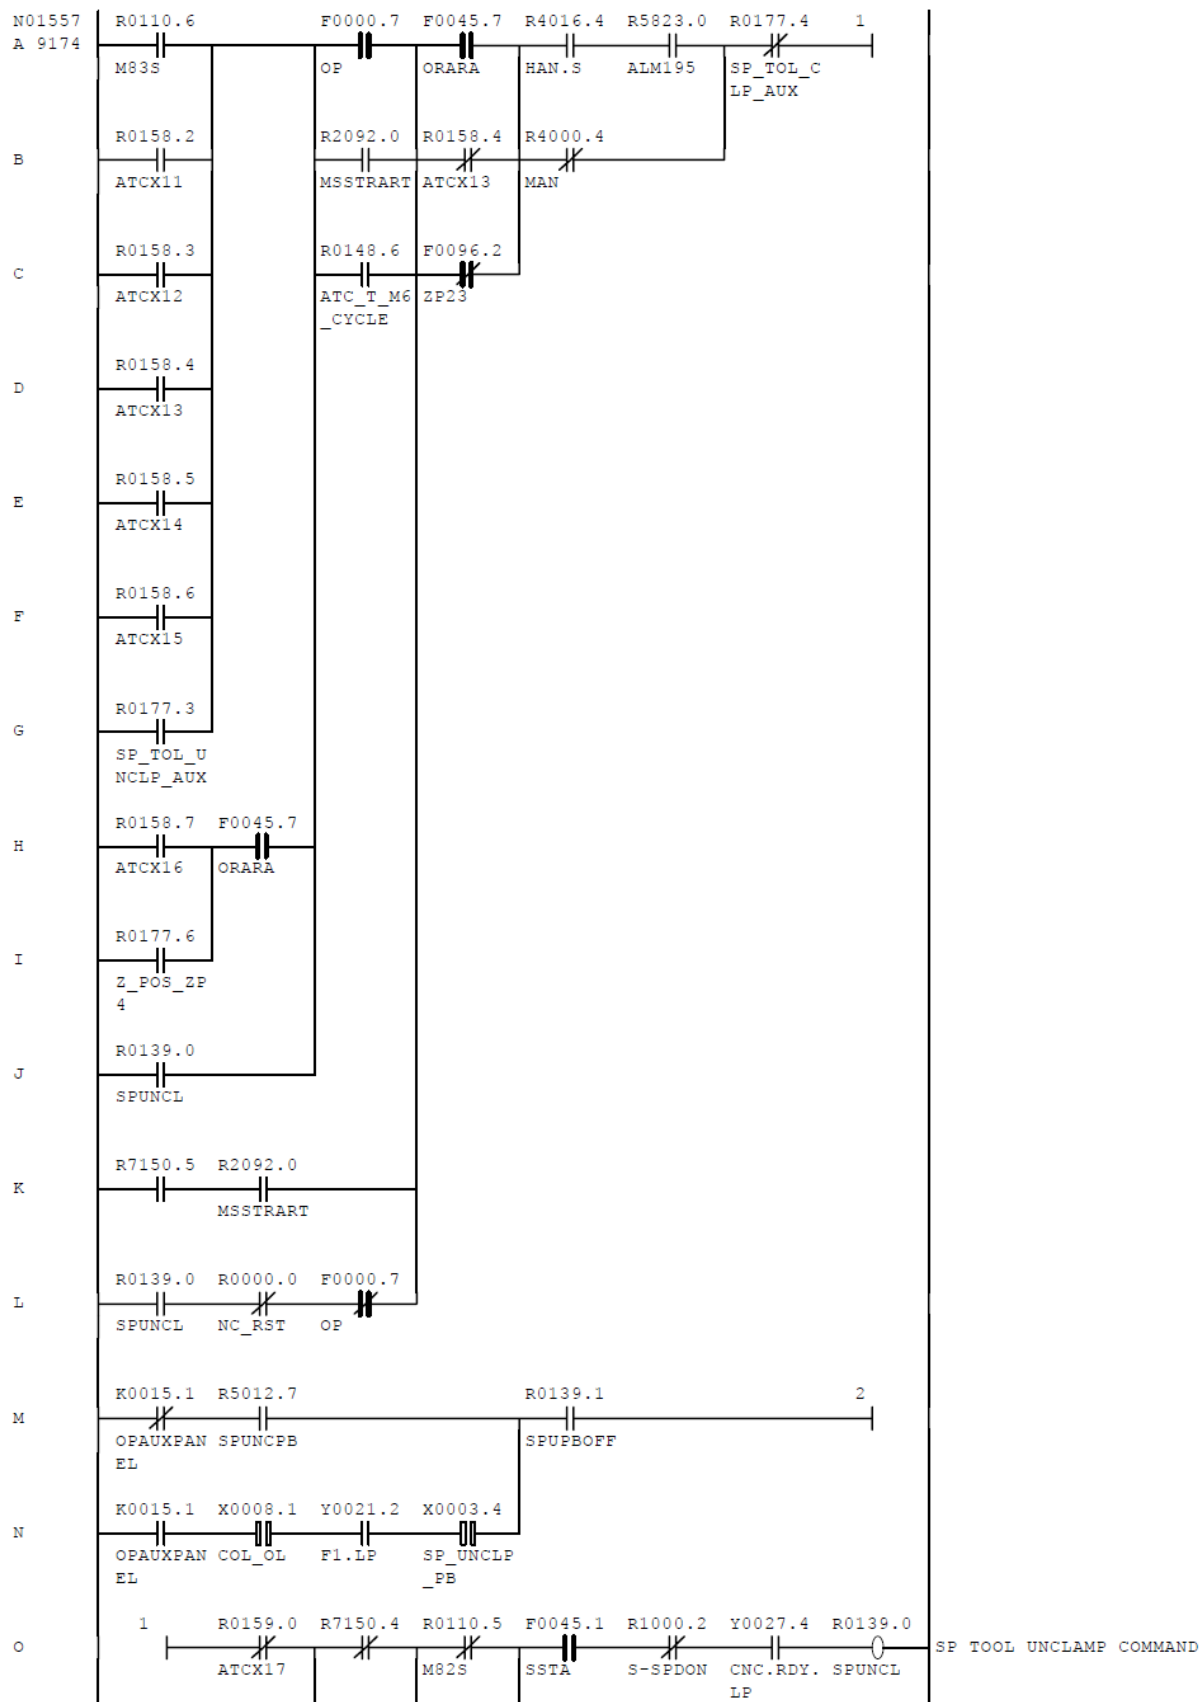 N01557 R0110.6 F0000.7 F0045.7 R4016.4 R5823.0 R0177.4 1
A 9174
M83S OP ORARA HAN.S ALM195 SP_TOL_C
LP_AUX
R0158.2 R2092.0 R0158.4 R4000.4
B
ATCX11 MSSTRART ATCX13 MAN
R0158.3 R0148.6 F0096.2
C
ATCX12 ATC_T_M6 ZP23
_CYCLE
R0158.4
D
ATCX13
R0158.5
E
ATCX14
R0158.6
F
ATCX15
R0177.3
G
SP_TOL_U
NCLP_AUX
R0158.7 F0045.7
H
ATCX16 ORARA
R0177.6
I
Z_POS_ZP
4
R0139.0
J
SPUNCL
R7150.5 R2092.0
K
MSSTRART
R0139.0 R0000.0 F0000.7
L
SPUNCL NC_RST OP
K0015.1 R5012.7 R0139.1 2
M
OPAUXPAN SPUNCPB SPUPBOFF
EL
K0015.1 X0008.1 Y0021.2 X0003.4
N
OPAUXPAN COL_OL F1.LP SP_UNCLP
EL _PB
1 R0159.0 R7150.4 R0110.5 F0045.1 R1000.2 Y0027.4 R0139.0
O SP TOOL UNCLAMP COMMAND
ATCX17 M82S SSTA S-SPDON CNC.RDY. SPUNCL
LP